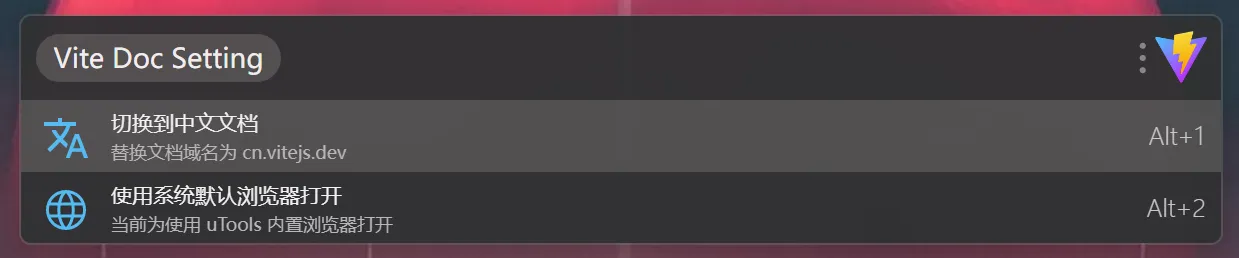 Vite Doc Setting
切换到中文文档
替换文档域名为 cn.vitejs.dev
Alt+1
使用系统默认浏览器打开
当前为使用 uTools 内置浏览器打开
Alt+2